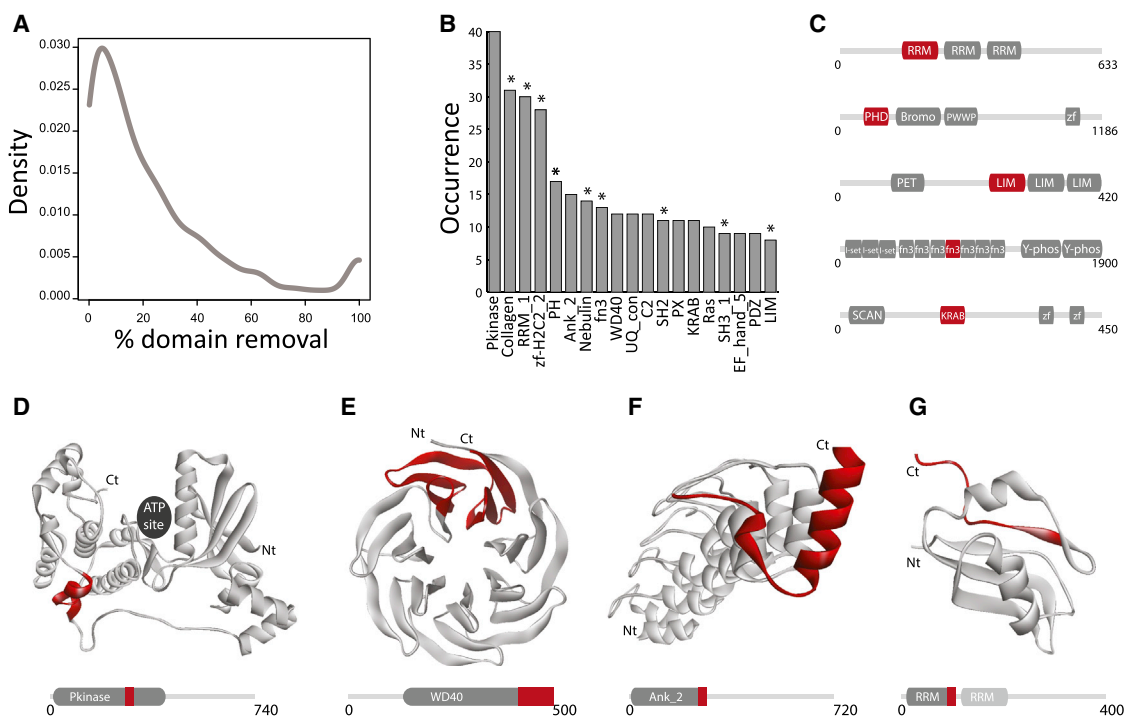 A
Density
0.030
0.025
0.020
0.015
0.010
0.005
0.000
0 20 40 60 80 100
% domain removal
B
Occurrence
40
35
30
25
20
15
10
5
0
* * * * * * * *
Pkinase
Collagen
RRM_1
zf-H2C2_2
PH
Ank_2
Nebulin
fn3
WD40
UQ_con
C2
SH2
PX
KRAB
Ras
SH3_1
EF_hand_5
PDZ
LIM
C
RRM RRM RRM
0 633
PHD Bromo PWWP zf
0 1186
PET LIM LIM LIM
0 420
I-set I-set I-set fn3 fn3 fn3 fn3 fn3 fn3 fn3 Y-phos Y-phos
0 1900
SCAN KRAB zf zf
0 450
D
Ct
ATP
site
Nt
Pkinase
0 740
E
Nt Ct
WD40
0 500
F
Ct
Nt
Ank_2
0 720
G
Ct
Nt
RRM RRM
0 400